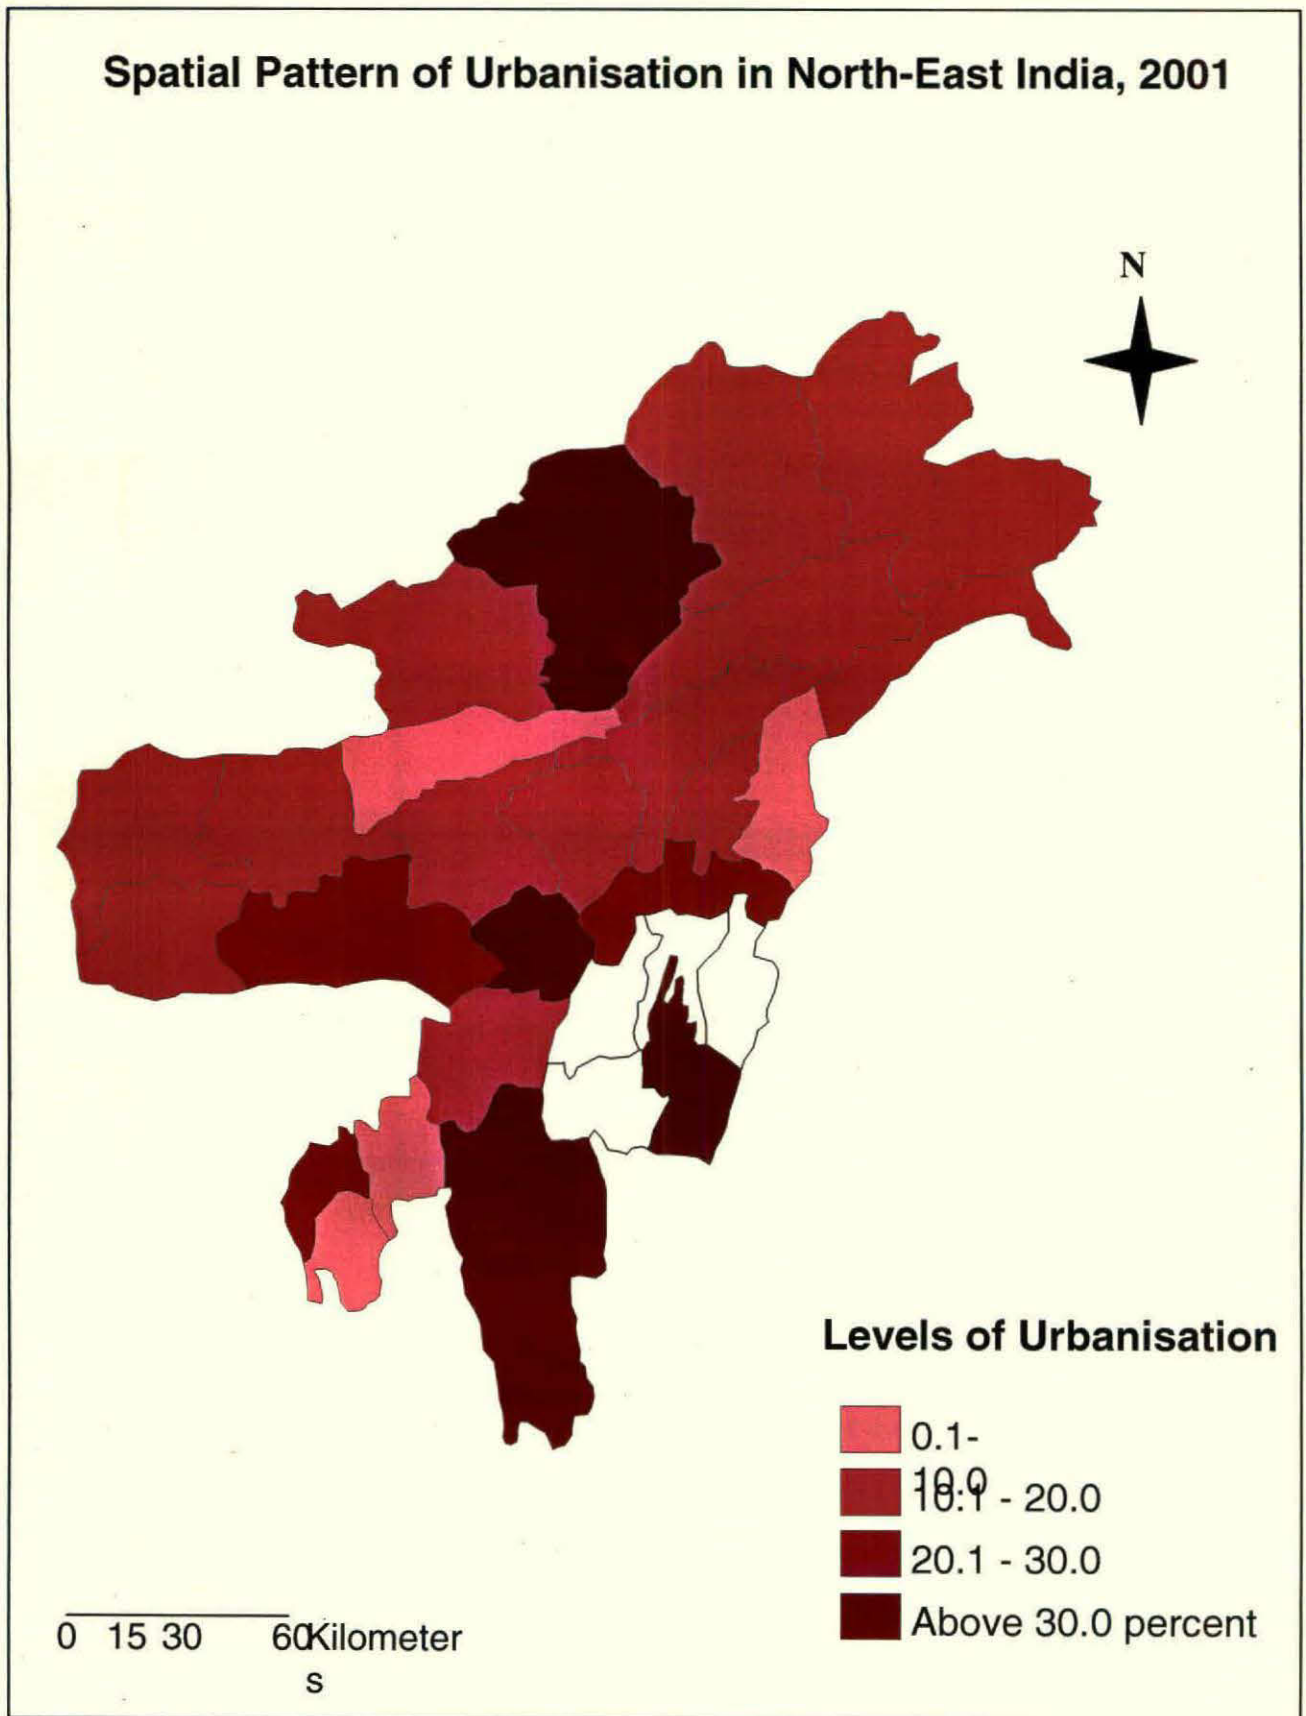 Spatial Pattern of Urbanisation in North-East India, 2001
N
Levels of Urbanisation
0.1-
10.0
10.1 - 20.0
20.1 - 30.0
Above 30.0 percent
0 15 30 60Kilometer
s